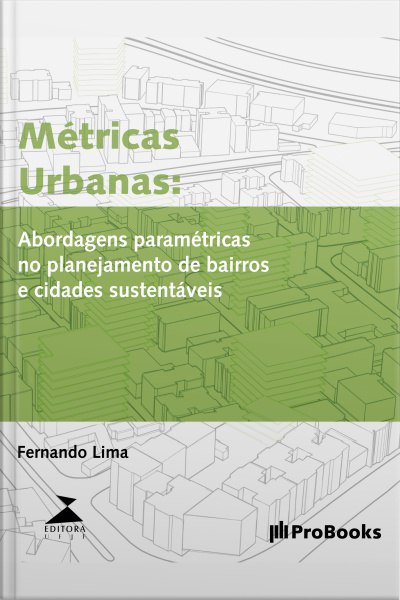 Métricas
Urbanas:
Abordagens paramétricas
no planejamento de bairros
e cidades sustentáveis
Fernando Lima
EDITORA
UFJF
ProBooks